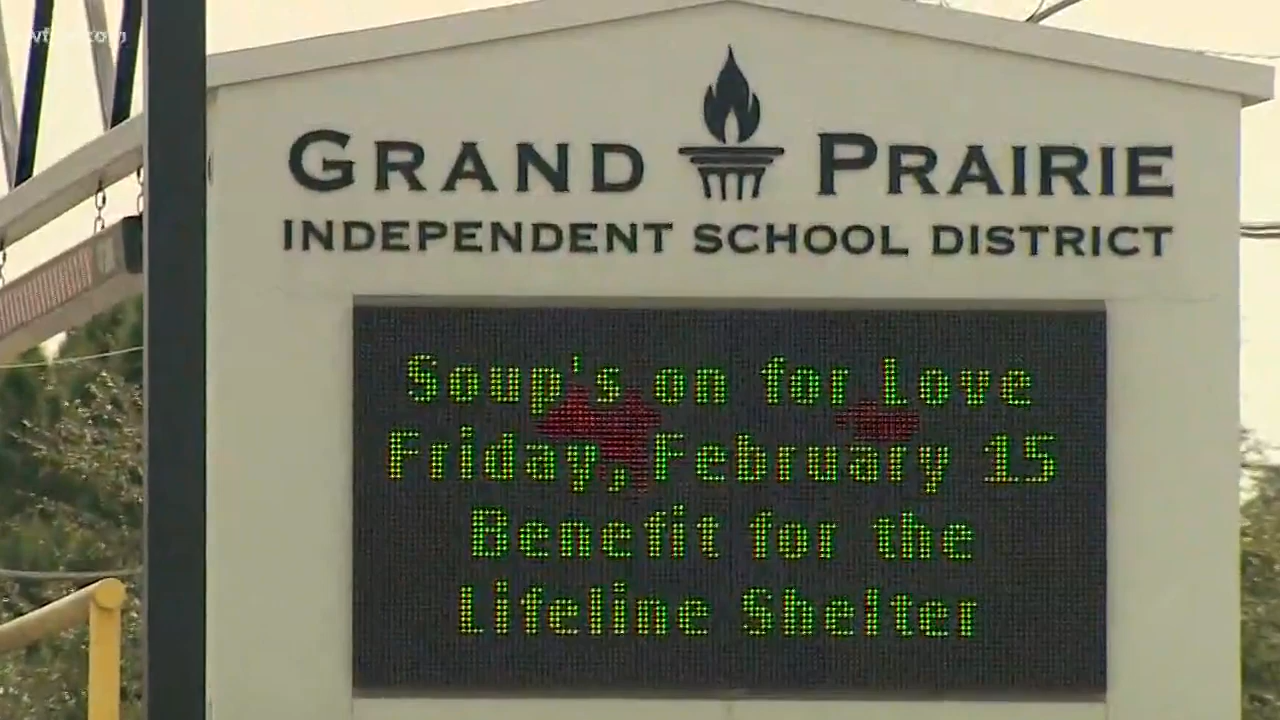 GRAND PRAIRIE
INDEPENDENT SCHOOL DISTRICT
Soup's on for Love
Friday, February 15
Benefit for the
Lifeline Shelter